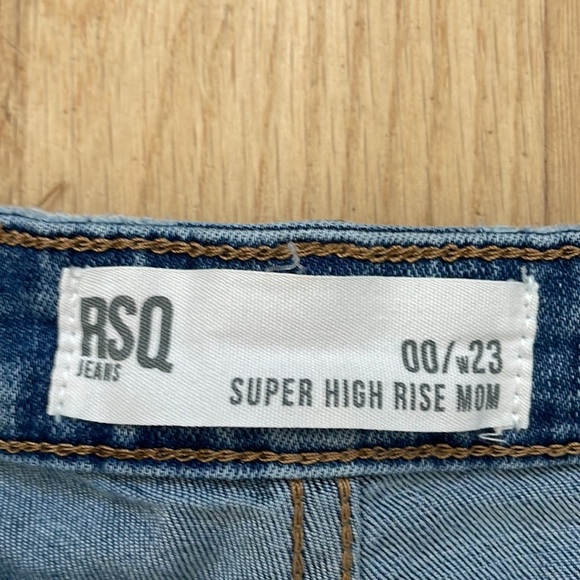 RSQ
JEANS
00/W23
SUPER HIGH RISE MOM